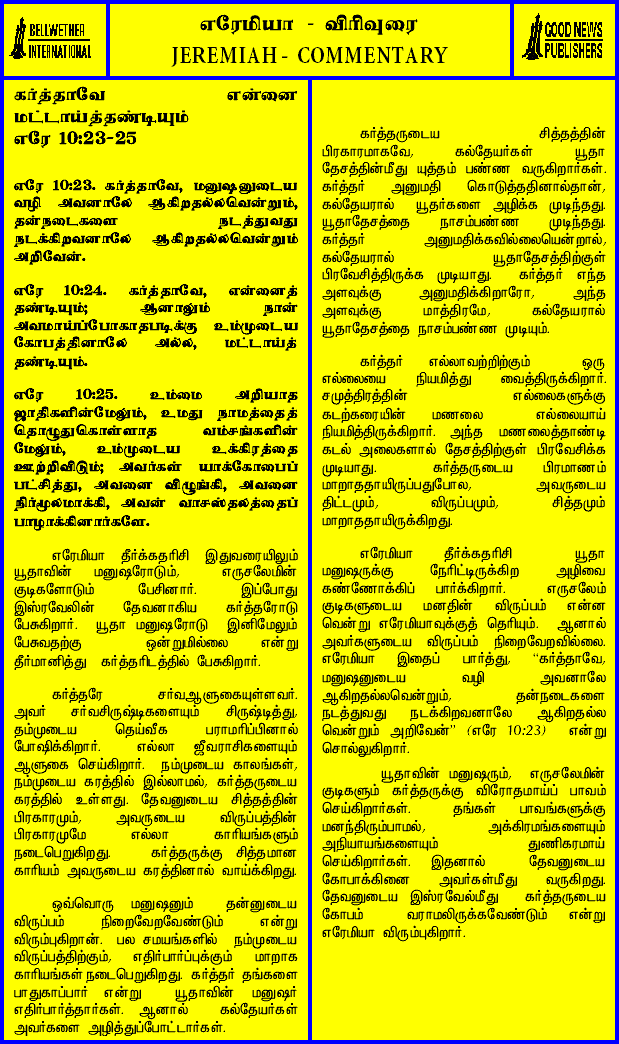 BELLWETHER
INTERNATIONAL
எரேமியா - விரிவுரை
JEREMIAH - COMMENTARY
GOOD NEWS
PUBLISHERS
கர்த்தாவே என்னை
மட்டாய்த்தண்டியும்
எரே 10:23-25
எரே 10:23. கர்த்தாவே, மனுஷனுடைய
வழி அவனாலே ஆகிறதல்லவென்றும்,
தன்நடைகளை நடத்துவது
நடக்கிறவனாலே ஆகிறதல்லவென்றும்
அறிவேன்.
எரே 10:24. கர்த்தாவே, என்னைத்
தண்டியும்; ஆனாலும் நான்
அவமாய்ப்போகாதபடிக்கு உம்முடைய
கோபத்தினாலே அல்ல, மட்டாய்த்
தண்டியும்.
எரே 10:25. உம்மை அறியாத
ஜாதிகளின்மேலும், உமது நாமத்தைத்
தொழுதுகொள்ளாத வம்சங்களின்
மேலும், உம்முடைய உக்கிரத்தை
ஊற்றிவிடும்; அவர்கள் யாக்கோபைப்
பட்சித்து, அவனை விழுங்கி, அவனை
நிர்மூலமாக்கி, அவன் வாசஸ்தலத்தைப்
பாழாக்கினார்களே.
எரேமியா தீர்க்கதரிசி இதுவரையிலும்
யூதாவின் மனுஷரோடும், எருசலேமின்
குடிகளோடும் பேசினார். இப்போது
இஸ்ரவேலின் தேவனாகிய கர்த்தரோடு
பேசுகிறார். யூதா மனுஷரோடு இனிமேலும்
பேசுவதற்கு ஒன்றுமில்லை என்று
தீர்மானித்து கர்த்தரிடத்தில் பேசுகிறார்.
கர்த்தரே சர்வஆளுகையுள்ளவர்.
அவர் சர்வசிருஷ்டிகளையும் சிருஷ்டித்து,
தம்முடைய தெய்வீக பராமரிப்பினால்
போஷிக்கிறார். எல்லா ஜீவராசிகளையும்
ஆளுகை செய்கிறார். நம்முடைய காலங்கள்,
நம்முடைய கரத்தில் இல்லாமல், கர்த்தருடைய
கரத்தில் உள்ளது. தேவனுடைய சித்தத்தின்
பிரகாரமும், அவருடைய விருப்பத்தின்
பிரகாரமுமே எல்லா காரியங்களும்
நடைபெறுகிறது. கர்த்தருக்கு சித்தமான
காரியம் அவருடைய கரத்தினால் வாய்க்கிறது.
ஒவ்வொரு மனுஷனும் தன்னுடைய
விருப்பம் நிறைவேறவேண்டும் என்று
விரும்புகிறான். பல சமயங்களில் நம்முடைய
விருப்பத்திற்கும், எதிர்பார்ப்புக்கும் மாறாக
காரியங்கள் நடைபெறுகிறது. கர்த்தர் தங்களை
பாதுகாப்பார் என்று யூதாவின் மனுஷர்
எதிர்பார்த்தார்கள். ஆனால் கல்தேயர்கள்
அவர்களை அழித்துப்போட்டார்கள்.
கர்த்தருடைய சித்தத்தின்
பிரகாரமாகவே, கல்தேயர்கள் யூதா
தேசத்தின்மீது யுத்தம் பண்ண வருகிறார்கள்.
கர்த்தர் அனுமதி கொடுத்ததினால்தான்,
கல்தேயரால் யூதர்களை அழிக்க முடிந்தது.
யூதாதேசத்தை நாசம்பண்ண முடிந்தது.
கர்த்தர் அனுமதிக்கவில்லையென்றால்,
கல்தேயரால் யூதாதேசத்திற்குள்
பிரவேசித்திருக்க முடியாது. கர்த்தர் எந்த
அளவுக்கு அனுமதிக்கிறாரோ, அந்த
அளவுக்கு மாத்திரமே, கல்தேயரால்
யூதாதேசத்தை நாசம்பண்ண முடியும்.
கர்த்தர் எல்லாவற்றிற்கும் ஒரு
எல்லையை நியமித்து வைத்திருக்கிறார்.
சமுத்திரத்தின் எல்லைகளுக்கு
கடற்கரையின் மணலை எல்லையாய்
நியமித்திருக்கிறார். அந்த மணலைத்தாண்டி
கடல் அலைகளால் தேசத்திற்குள் பிரவேசிக்க
முடியாது. கர்த்தருடைய பிரமாணம்
மாறாததாயிருப்பதுபோல, அவருடைய
திட்டமும், விருப்பமும், சித்தமும்
மாறாததாயிருக்கிறது.
எரேமியா தீர்க்கதரிசி யூதா
மனுஷருக்கு நேரிட்டிருக்கிற அழிவை
கண்ணோக்கிப் பார்க்கிறார். எருசலேம்
குடிகளுடைய மனதின் விருப்பம் என்ன
வென்று எரேமியாவுக்குத் தெரியும். ஆனால்
அவர்களுடைய விருப்பம் நிறைவேறவில்லை.
எரேமியா இதைப் பார்த்து, "கர்த்தாவே,
மனுஷனுடைய வழி அவனாலே
ஆகிறதல்லவென்றும், தன்நடைகளை
நடத்துவது நடக்கிறவனாலே ஆகிறதல்ல
வென்றும் அறிவேன்" (எரே 10:23) என்று
சொல்லுகிறார்.
யூதாவின் மனுஷரும், எருசலேமின்
குடிகளும் கர்த்தருக்கு விரோதமாய்ப் பாவம்
செய்கிறார்கள். தங்கள் பாவங்களுக்கு
மனந்திரும்பாமல், அக்கிரமங்களையும்
அநியாயங்களையும் துணிகரமாய்
செய்கிறார்கள். இதனால் தேவனுடைய
கோபாக்கினை அவர்கள்மீது வருகிறது.
தேவனுடைய இஸ்ரவேல்மீது கர்த்தருடைய
கோபம் வராமலிருக்கவேண்டும் என்று
எரேமியா விரும்புகிறார்.